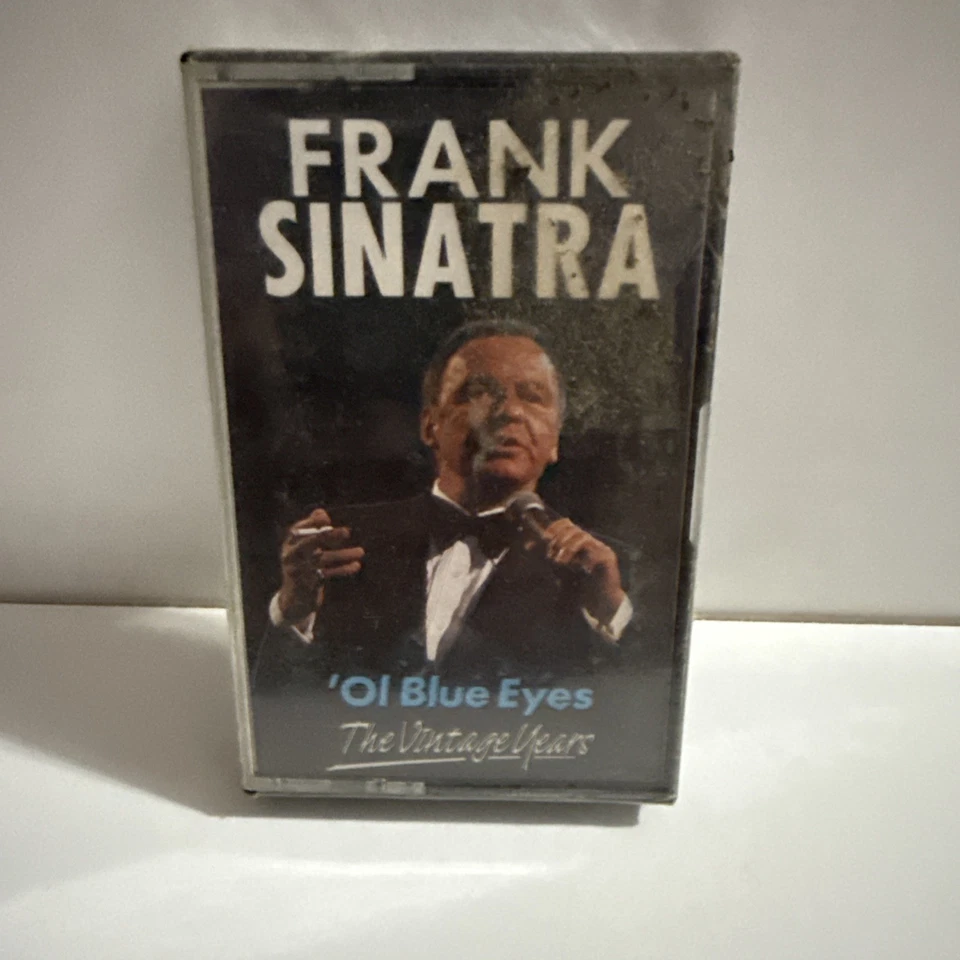 FRANK
SINATRA
'Ol Blue Eyes
The Vintage Years